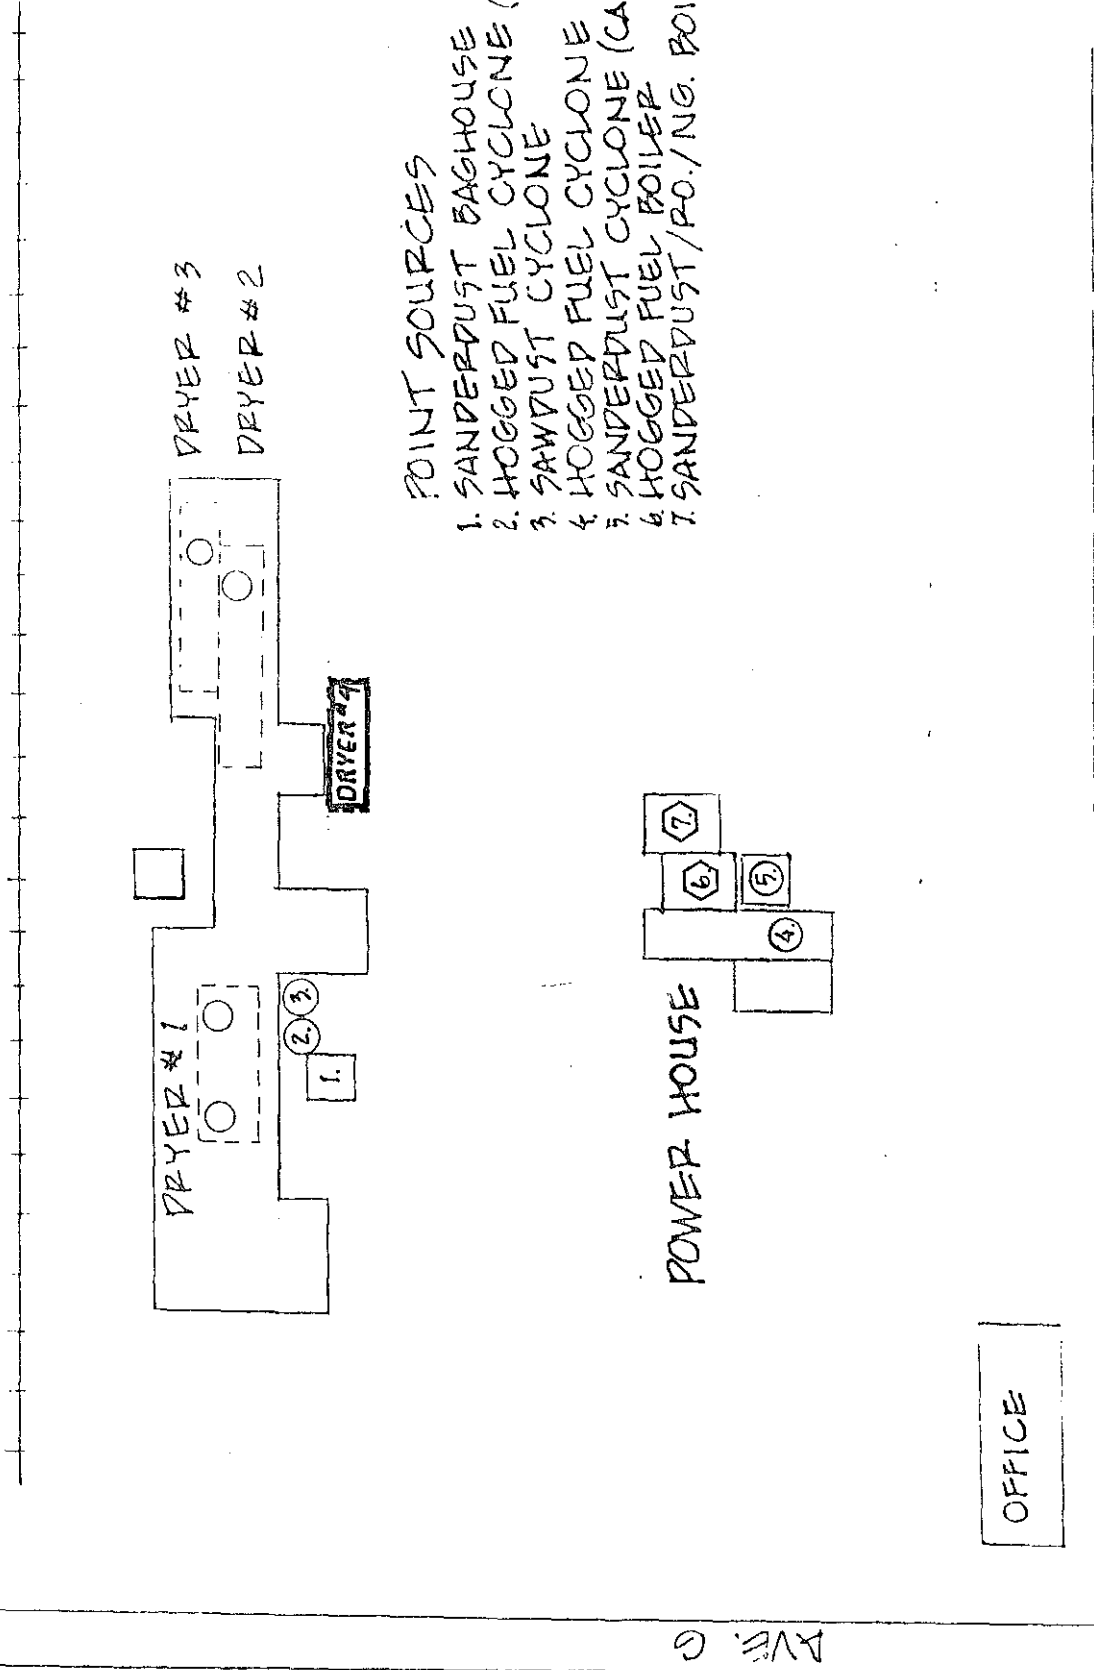 DRYER #3
DRYER #2
DRYER # 1
DRYER #4
POINT SOURCES
1. SANDERDUST BAGHOUSE
2. HOGGED FUEL CYCLONE (
3. SAWDUST CYCLONE
4. HOGGED FUEL CYCLONE
5. SANDERDUST CYCLONE (CA
6. HOGGED FUEL BOILER
7. SANDERDUST/RO./NG. BOI
1.
2.
3.
POWER HOUSE
4.
5.
6.
7.
OFFICE
AVE. G